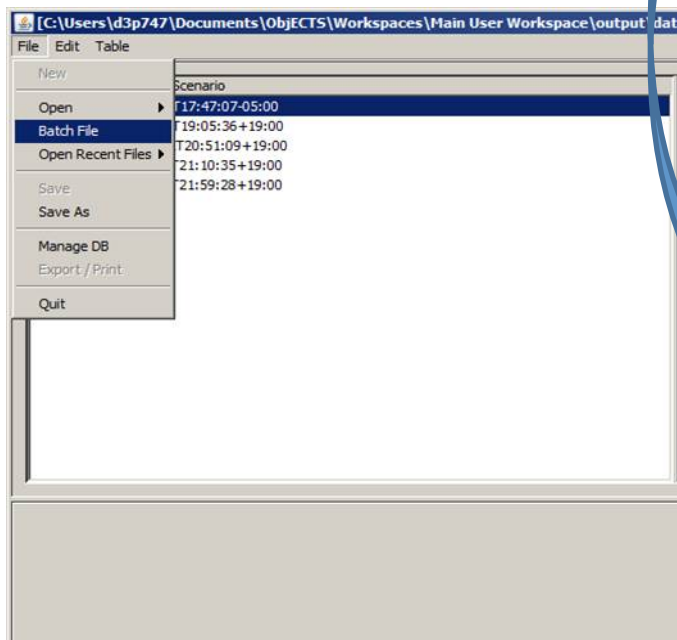 [C:\Users\d3p747\Documents\ObjECTS\Workspaces\Main User Workspace\output\dat
File Edit Table
New
Scenario
Open
T17:47:07-05:00
Batch File
T19:05:36+19:00
Open Recent Files
T20:51:09+19:00
T21:10:35+19:00
Save
T21:59:28+19:00
Save As
Manage DB
Export / Print
Quit